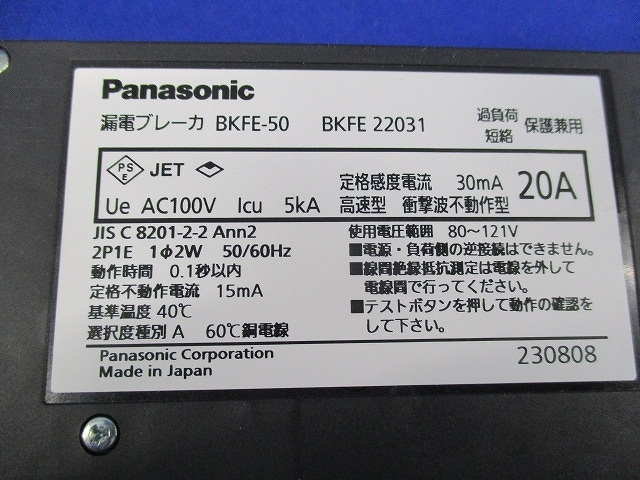 Panasonic
漏電ブレーカ BKFE-50 BKFE 22031 過負荷 短絡 保護兼用
PS E JET
定格感度電流 30mA 20A
Ue AC100V Icu 5kA 高速型 衝撃波不動作型
JIS C 8201-2-2 Ann2
2P1E 1φ2W 50/60Hz
動作時間 0.1秒以内
定格不動作電流 15mA
基準温度 40℃
選択度種別 A 60℃銅電線
使用電圧範囲 80〜121V
■電源・負荷側の逆接続はできません。
■線間絶縁抵抗測定は電線を外して
電線間で行ってください。
■テストボタンを押して動作の確認を
して下さい。
Panasonic Corporation
Made in Japan
230808